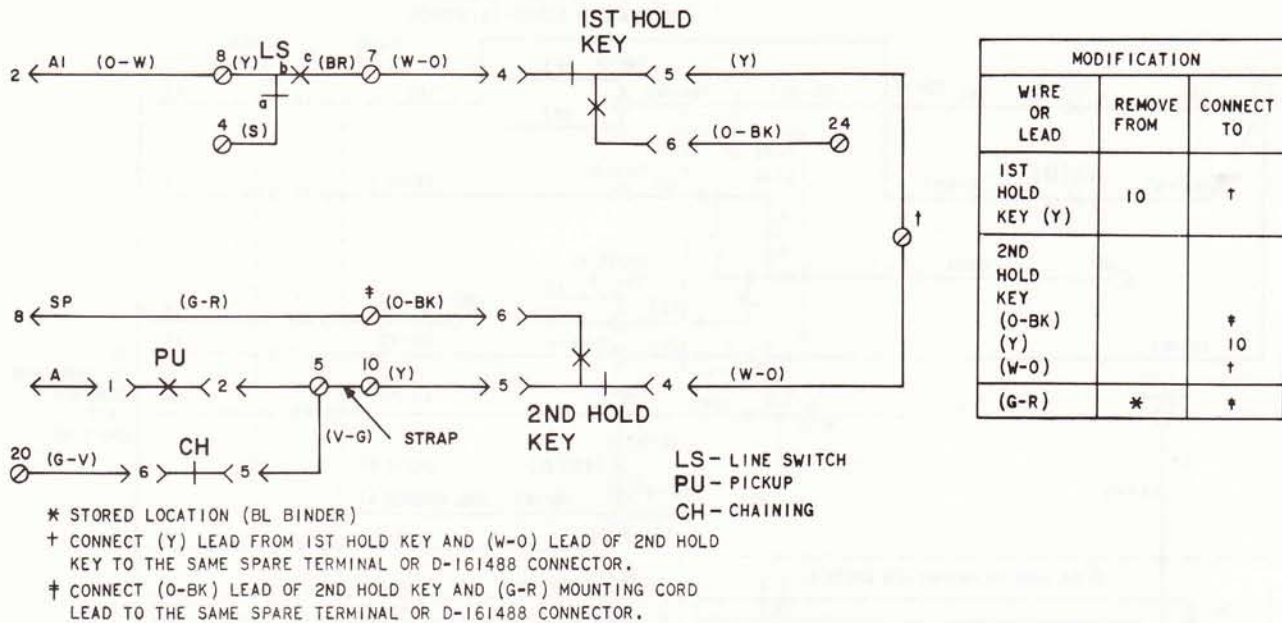 1ST HOLD
KEY
2 A1 (O-W) 8 (Y) LS b c (BR) 7 (W-O) 4 5 (Y)
a
4 (S) 6 (O-BK) 24
†
8 SP (G-R) ‡ (O-BK) 6
A 1 PU 2 5 10 (Y) 5 4 (W-O)
2ND HOLD
KEY
(V-G) STRAP
20 (G-V) 6 CH 5
LS - LINE SWITCH
PU - PICKUP
CH - CHAINING
* STORED LOCATION (BL BINDER)
† CONNECT (Y) LEAD FROM 1ST HOLD KEY AND (W-O) LEAD OF 2ND HOLD
KEY TO THE SAME SPARE TERMINAL OR D-161488 CONNECTOR.
‡ CONNECT (O-BK) LEAD OF 2ND HOLD KEY AND (G-R) MOUNTING CORD
LEAD TO THE SAME SPARE TERMINAL OR D-161488 CONNECTOR.
MODIFICATION
WIRE OR LEAD REMOVE FROM CONNECT TO
1ST
HOLD
KEY (Y) 10 †
2ND
HOLD
KEY
(O-BK) ‡
(Y) 10
(W-O) †
(G-R) * ‡